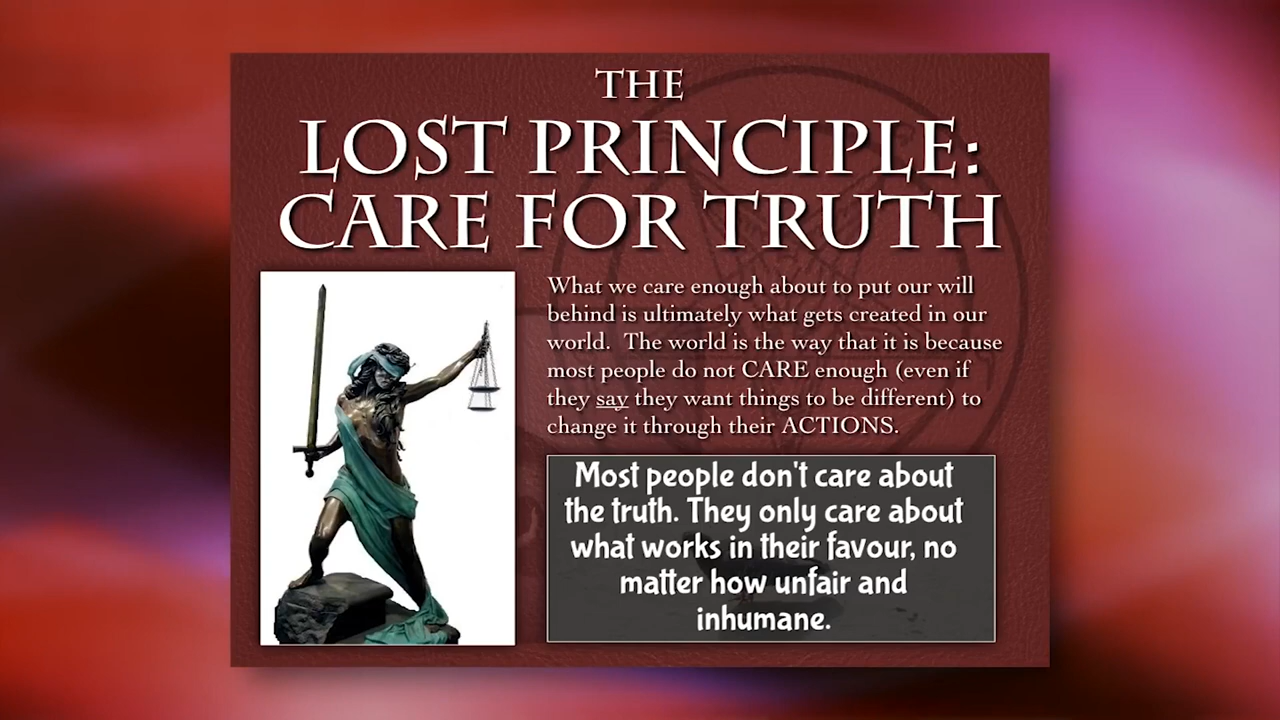 THE
LOST PRINCIPLE:
CARE FOR TRUTH
What we care enough about to put our will
behind is ultimately what gets created in our
world.  The world is the way that it is because
most people do not CARE enough (even if
they say they want things to be different) to
change it through their ACTIONS.
Most people don't care about
the truth. They only care about
what works in their favour, no
matter how unfair and
inhumane.